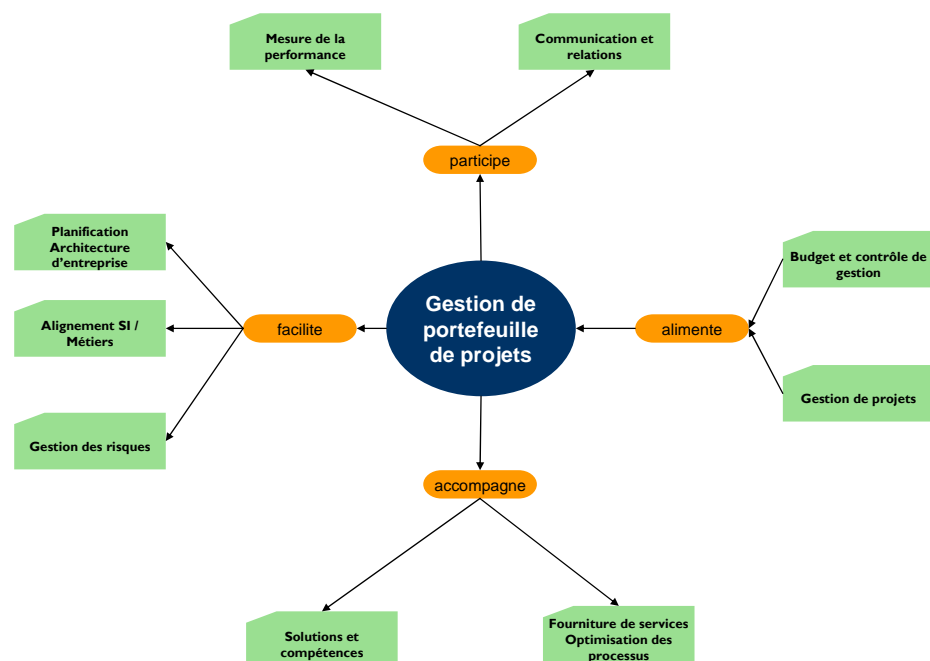 Mesure de la
performance
Communication et
relations
participe
Planification
Architecture
d'entreprise
Budget et contrôle de
gestion
Gestion de
portefeuille
de projets
Alignement SI /
Métiers
facilite
alimente
Gestion de projets
Gestion des risques
accompagne
Solutions et
compétences
Fourniture de services
Optimisation des
processus